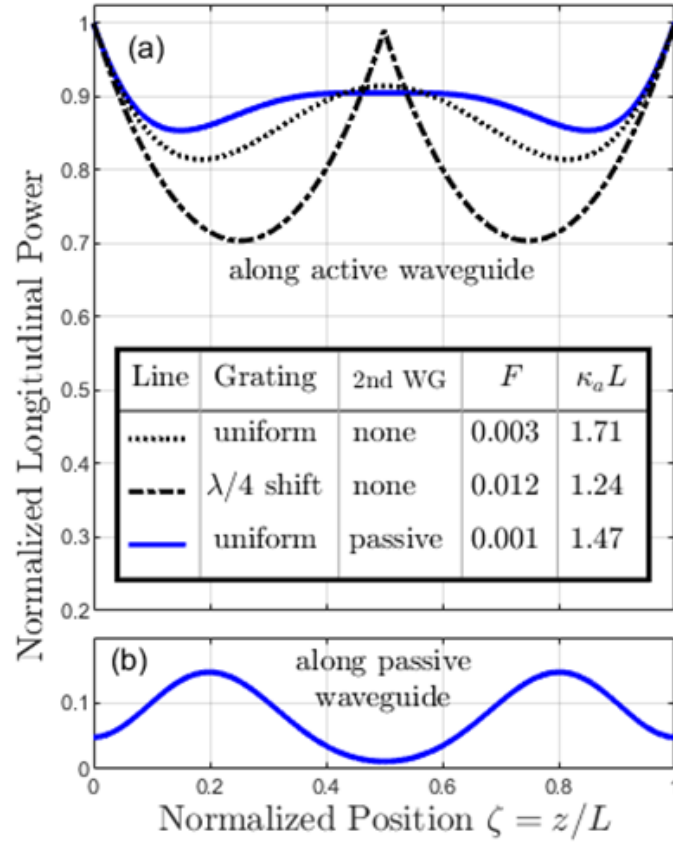 Normalized Longitudinal Power
1
0.9
0.8
0.7
0.6
0.5
0.4
0.3
0.2
(a)
along active waveguide
Line Grating 2nd WG F κₐL
uniform none 0.003 1.71
λ/4 shift none 0.012 1.24
uniform passive 0.001 1.47
(b)
along passive
waveguide
0.1
0
0 0.2 0.4 0.6 0.8 1
Normalized Position ζ = z/L